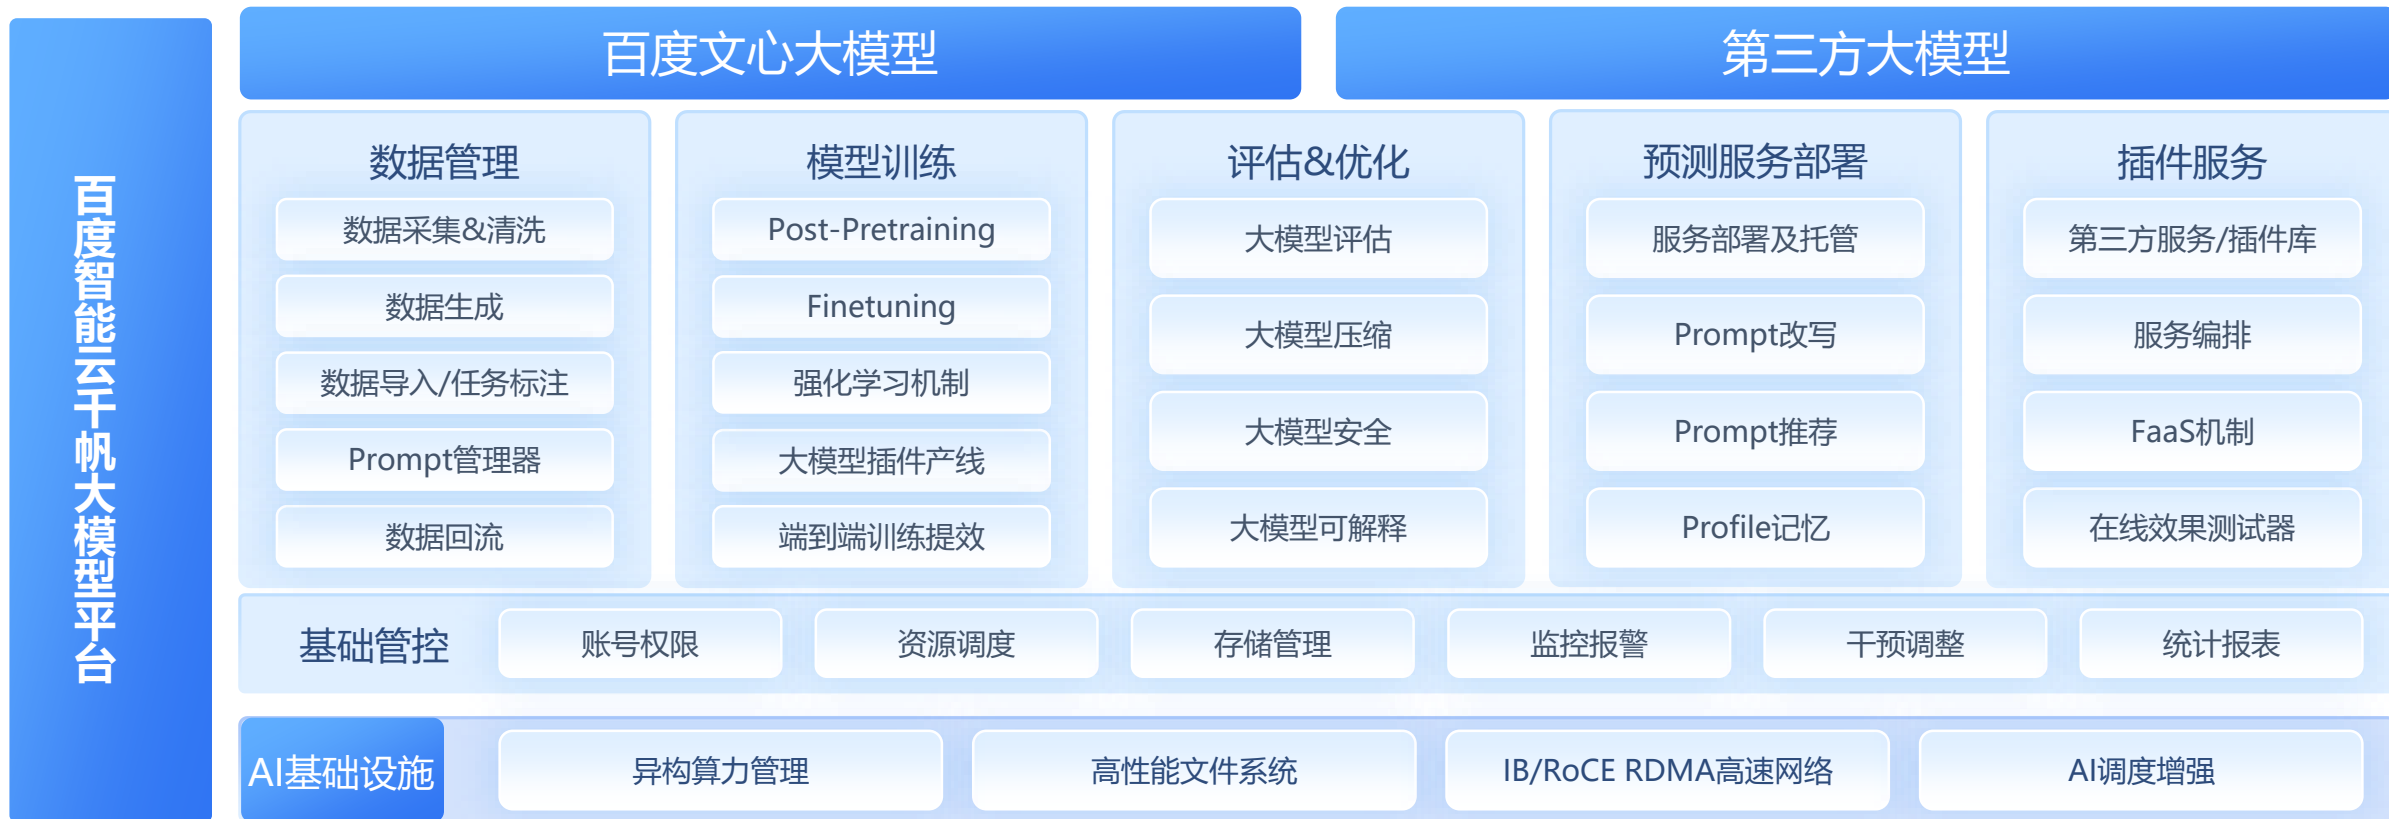 百度智能云千帆大模型平台
百度文心大模型
第三方大模型
数据管理
数据采集&清洗
数据生成
数据导入/任务标注
Prompt管理器
数据回流
模型训练
Post-Pretraining
Finetuning
强化学习机制
大模型插件产线
端到端训练提效
评估&优化
大模型评估
大模型压缩
大模型安全
大模型可解释
预测服务部署
服务部署及托管
Prompt改写
Prompt推荐
Profile记忆
插件服务
第三方服务/插件库
服务编排
FaaS机制
在线效果测试器
基础管控
账号权限
资源调度
存储管理
监控报警
干预调整
统计报表
AI基础设施
异构算力管理
高性能文件系统
IB/RoCE RDMA高速网络
AI调度增强